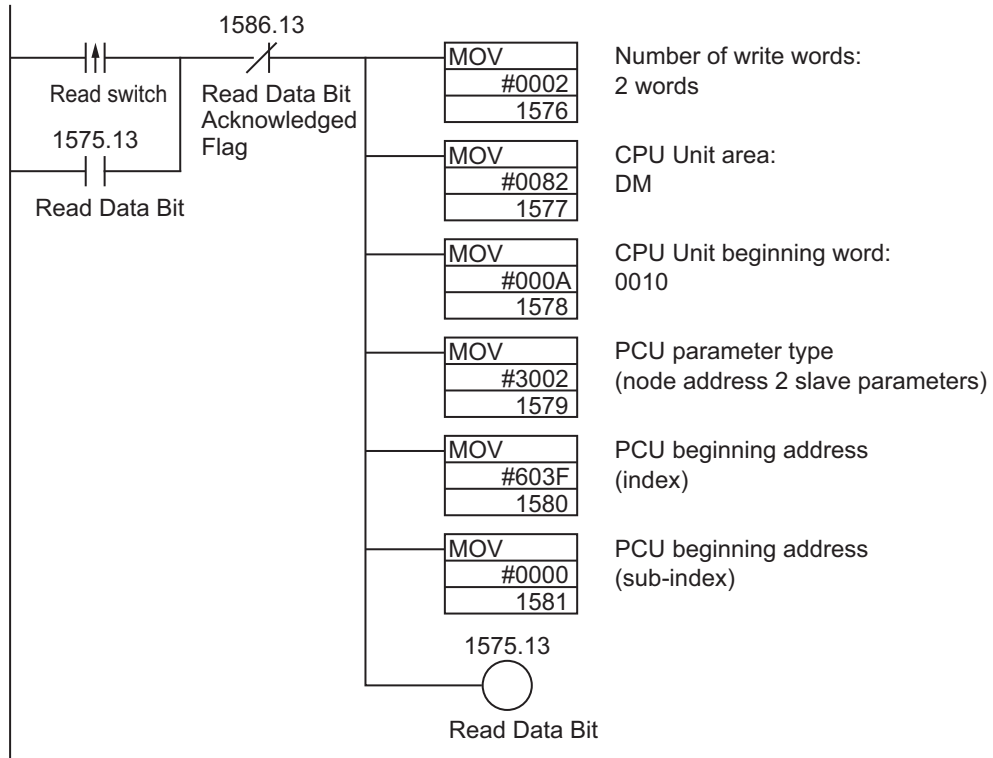 1586.13
Read switch
Read Data Bit
Acknowledged
Flag
1575.13
Read Data Bit
MOV
#0002
1576
Number of write words:
2 words
MOV
#0082
1577
CPU Unit area:
DM
MOV
#000A
1578
CPU Unit beginning word:
0010
MOV
#3002
1579
PCU parameter type
(node address 2 slave parameters)
MOV
#603F
1580
PCU beginning address
(index)
MOV
#0000
1581
PCU beginning address
(sub-index)
1575.13
Read Data Bit